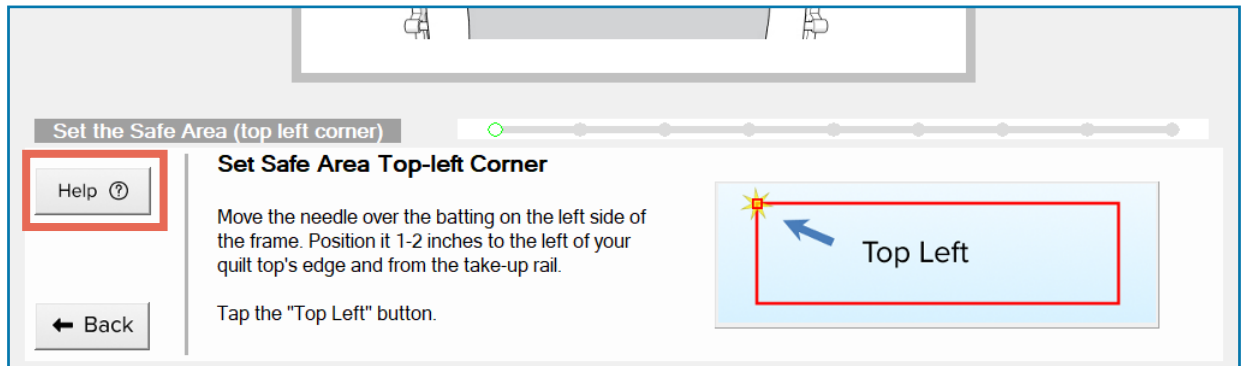 Set the Safe Area (top left corner)
Help ?
Set Safe Area Top-left Corner
Move the needle over the batting on the left side of
the frame. Position it 1-2 inches to the left of your
quilt top's edge and from the take-up rail.
Tap the "Top Left" button.
Top Left
← Back